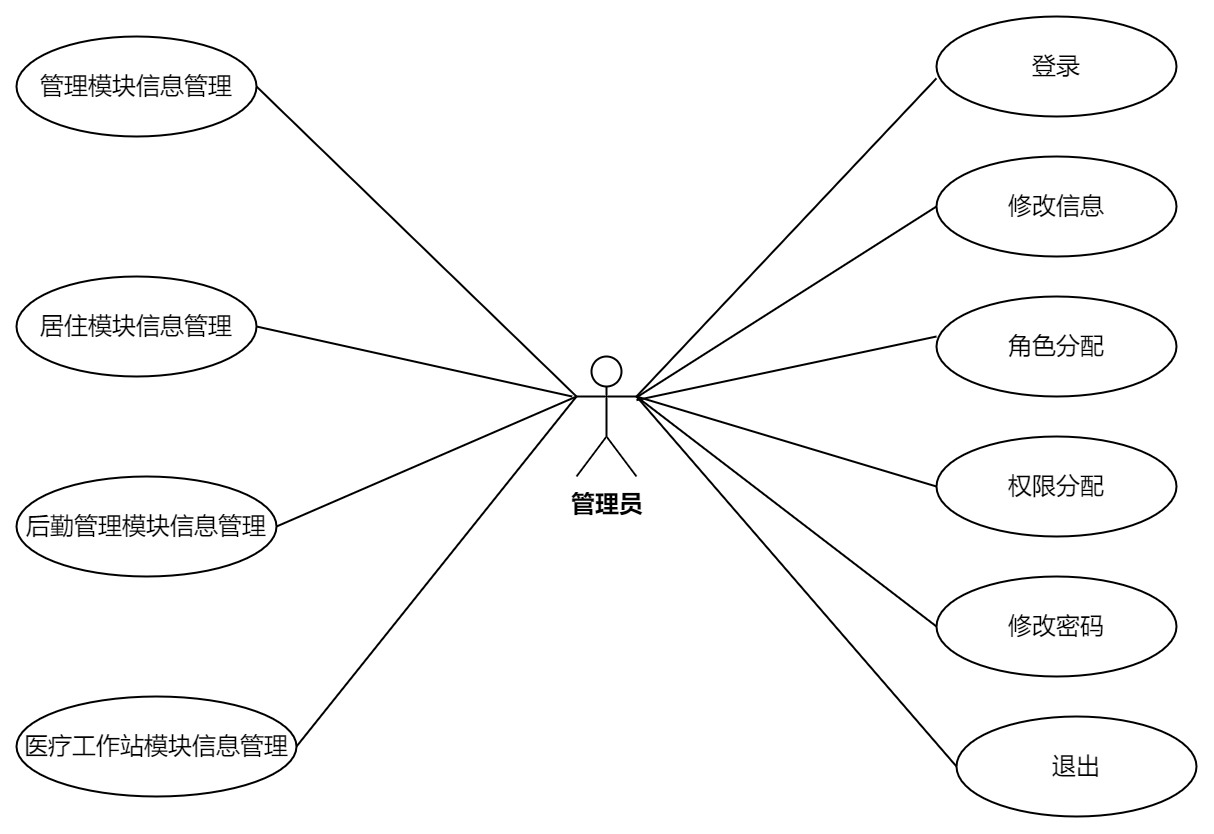 管理模块信息管理
居住模块信息管理
后勤管理模块信息管理
医疗工作站模块信息管理
管理员
登录
修改信息
角色分配
权限分配
修改密码
退出